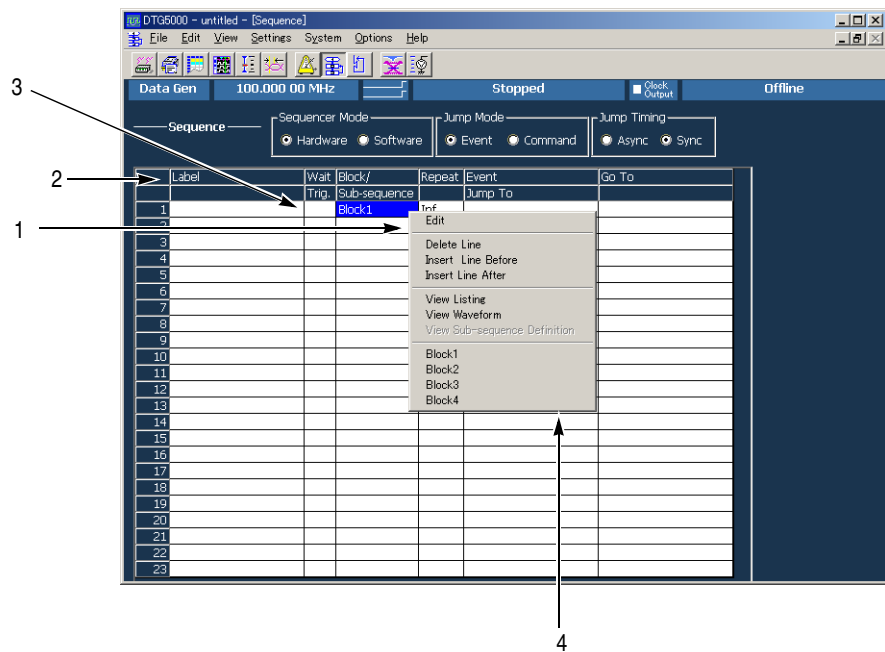 DTG5000 - untitled - [Sequence]
File Edit View Settings System Options Help
Data Gen 100.000 00 MHz Stopped Clock Output Offline
Sequence
Sequencer Mode Jump Mode Jump Timing
Hardware Software Event Command Async Sync
Label Wait Block/ Repeat Event Go To
Trig. Sub-sequence Jump To
1 Block1 Inf
2
3
4
5
6
7
8
9
10
11
12
13
14
15
16
17
18
19
20
21
22
23
Edit
Delete Line
Insert Line Before
Insert Line After
View Listing
View Waveform
View Sub-sequence Definition
Block1
Block2
Block3
Block4
3
2
1
4